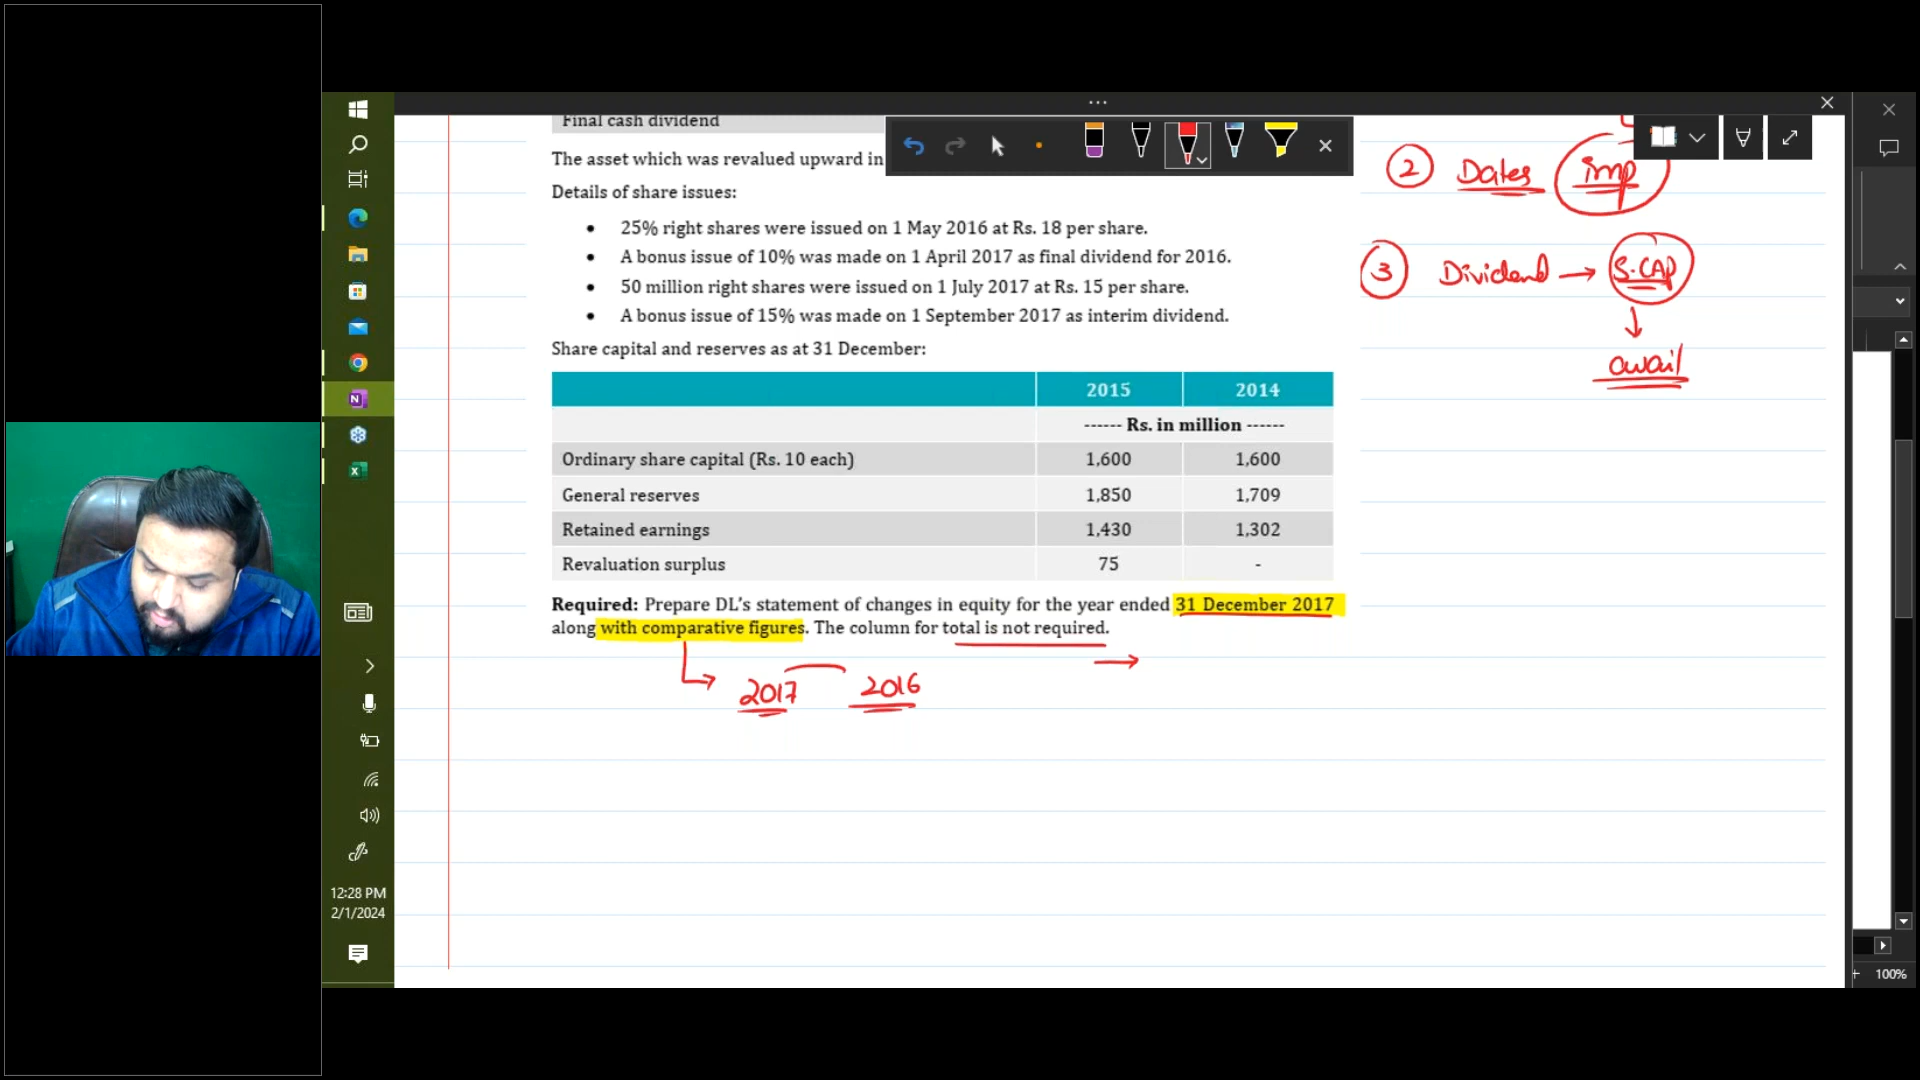 Final cash dividend
The asset which was revalued upward in
Details of share issues:
• 25% right shares were issued on 1 May 2016 at Rs. 18 per share.
• A bonus issue of 10% was made on 1 April 2017 as final dividend for 2016.
• 50 million right shares were issued on 1 July 2017 at Rs. 15 per share.
• A bonus issue of 15% was made on 1 September 2017 as interim dividend.
Share capital and reserves as at 31 December:
2015 2014
------ Rs. in million ------
Ordinary share capital (Rs. 10 each) 1,600 1,600
General reserves 1,850 1,709
Retained earnings 1,430 1,302
Revaluation surplus 75 -
Required: Prepare DL's statement of changes in equity for the year ended 31 December 2017
along with comparative figures. The column for total is not required.
2017 2016
2 Dates imp
3 Dividend → S.CAP
avail
12:28 PM
2/1/2024
100%